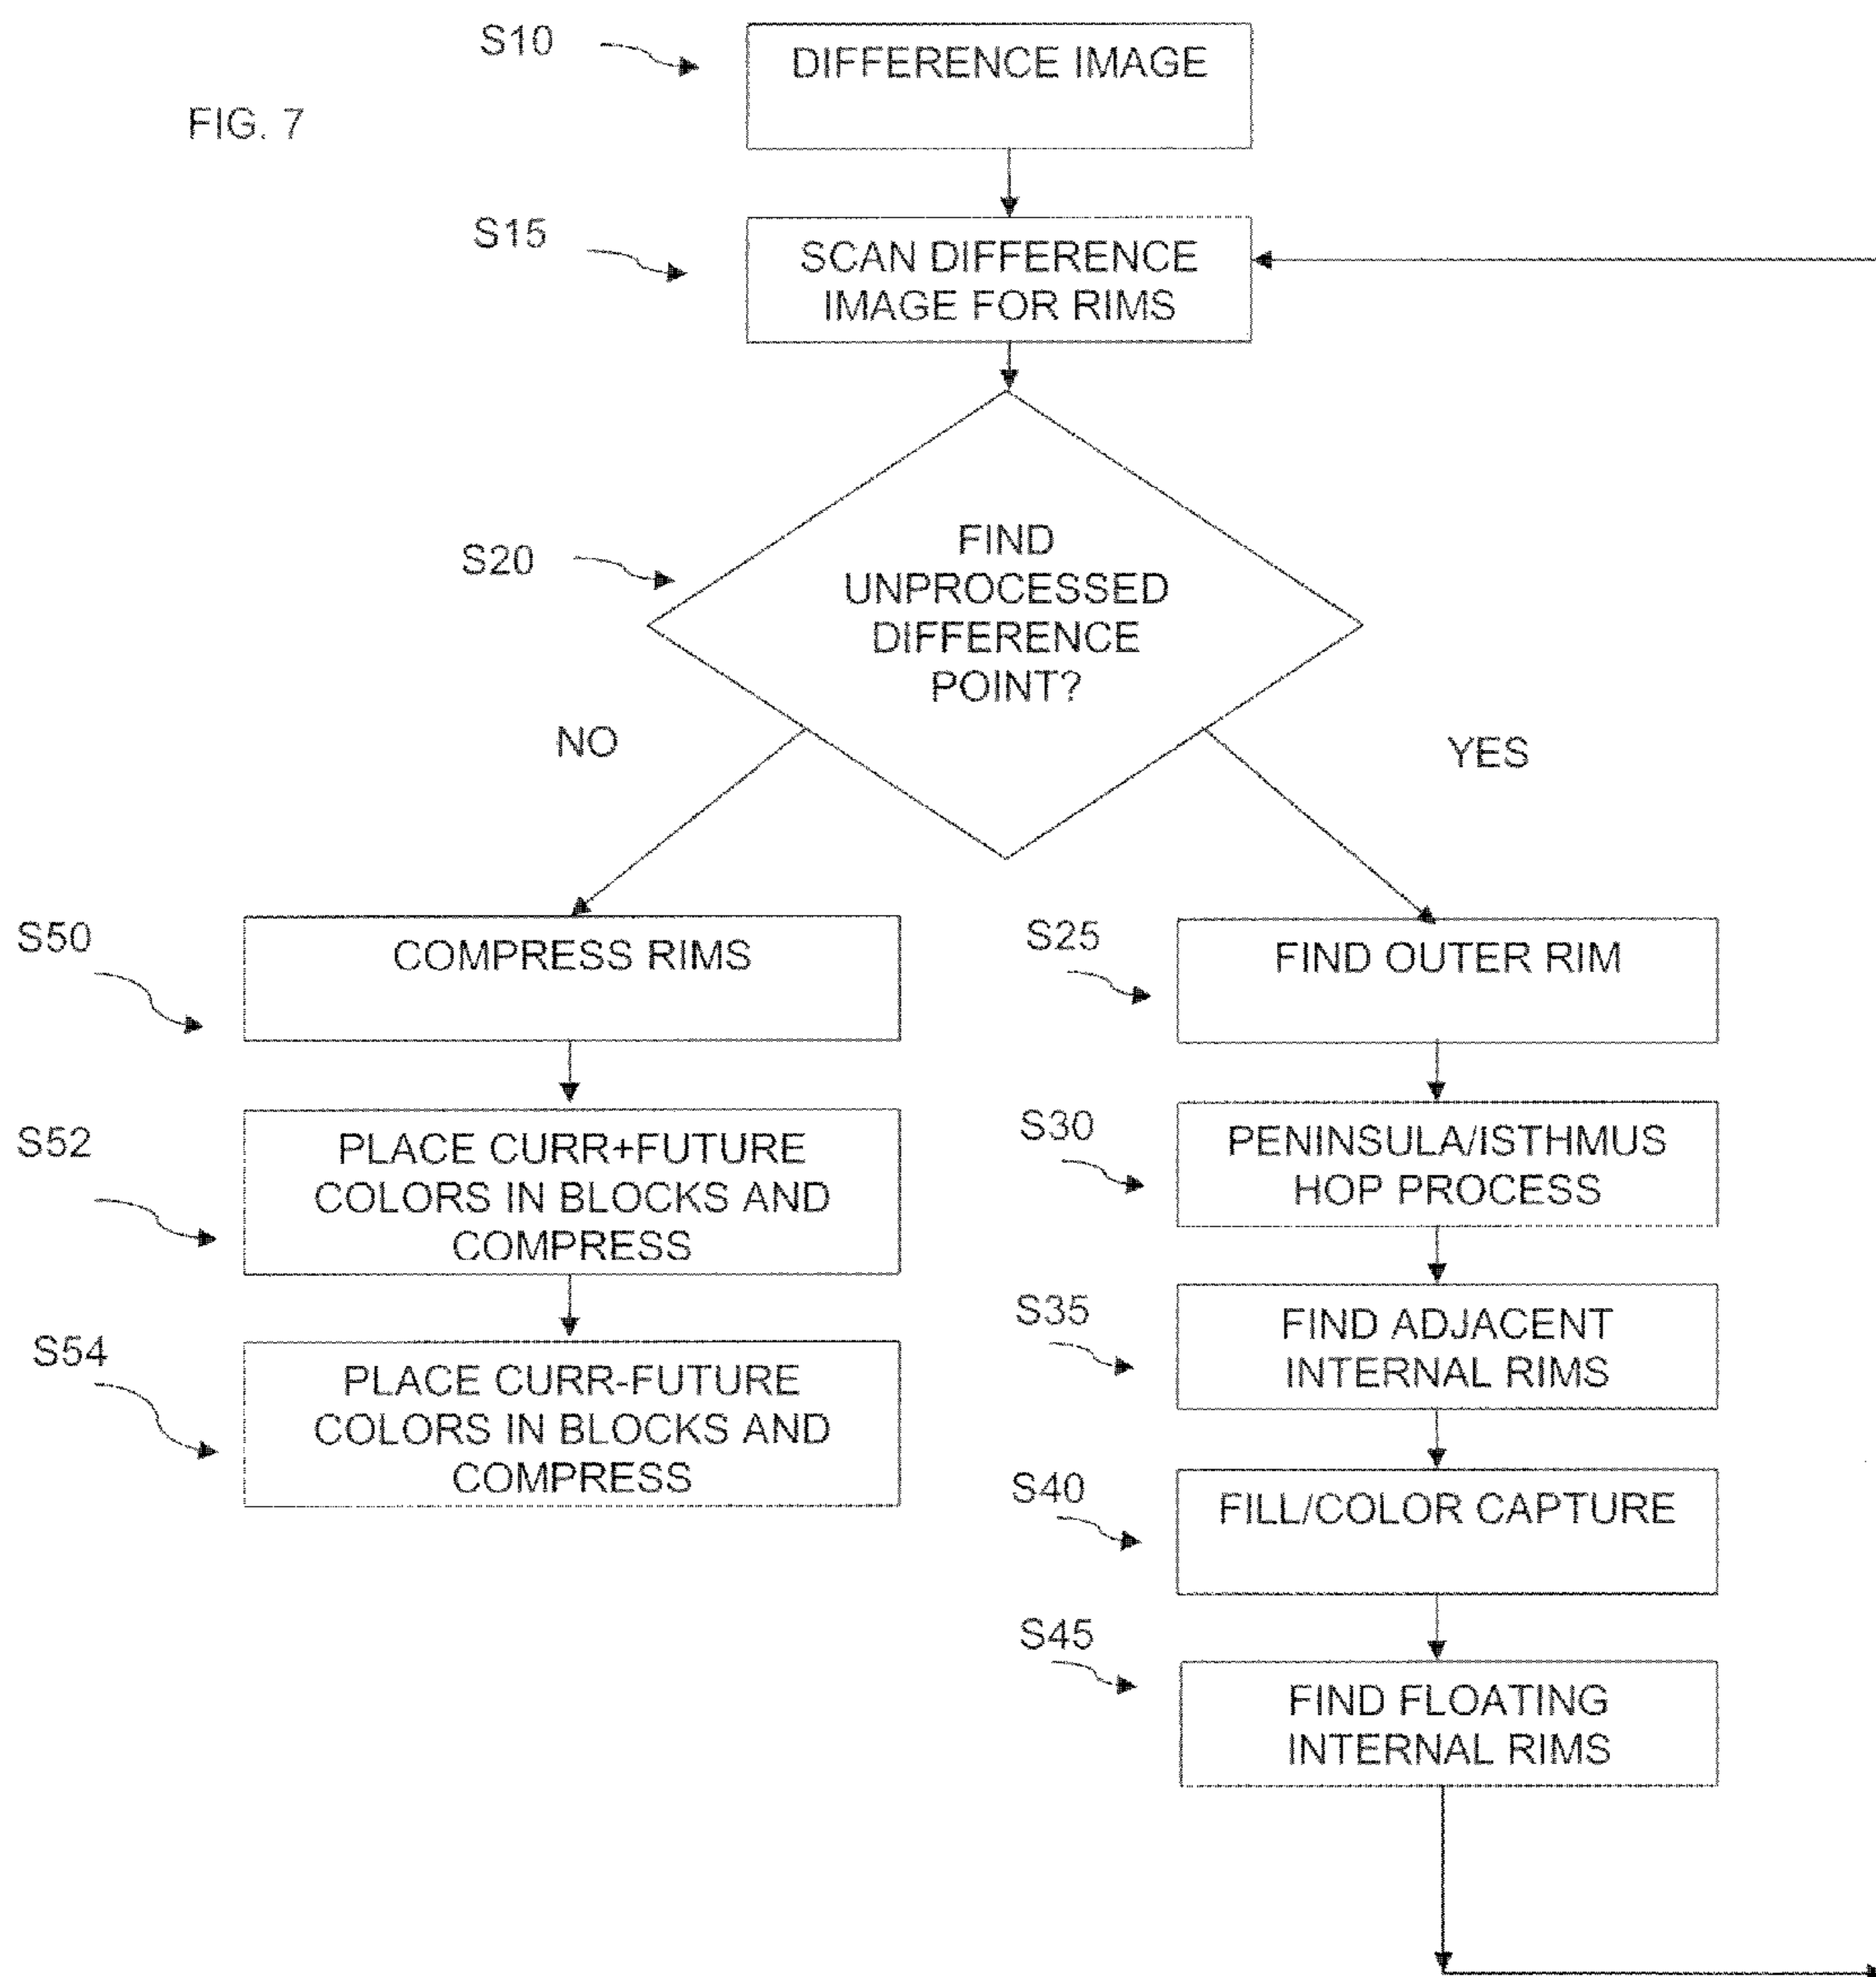 S10
DIFFERENCE IMAGE
FIG. 7
S15
SCAN DIFFERENCE
IMAGE FOR RIMS
S20
FIND
UNPROCESSED
DIFFERENCE
POINT?
NO
YES
S50
COMPRESS RIMS
S25
FIND OUTER RIM
S52
PLACE CURR+FUTURE
COLORS IN BLOCKS AND
COMPRESS
S30
PENINSULA/ISTHMUS
HOP PROCESS
S54
PLACE CURR-FUTURE
COLORS IN BLOCKS AND
COMPRESS
S35
FIND ADJACENT
INTERNAL RIMS
S40
FILL/COLOR CAPTURE
S45
FIND FLOATING
INTERNAL RIMS